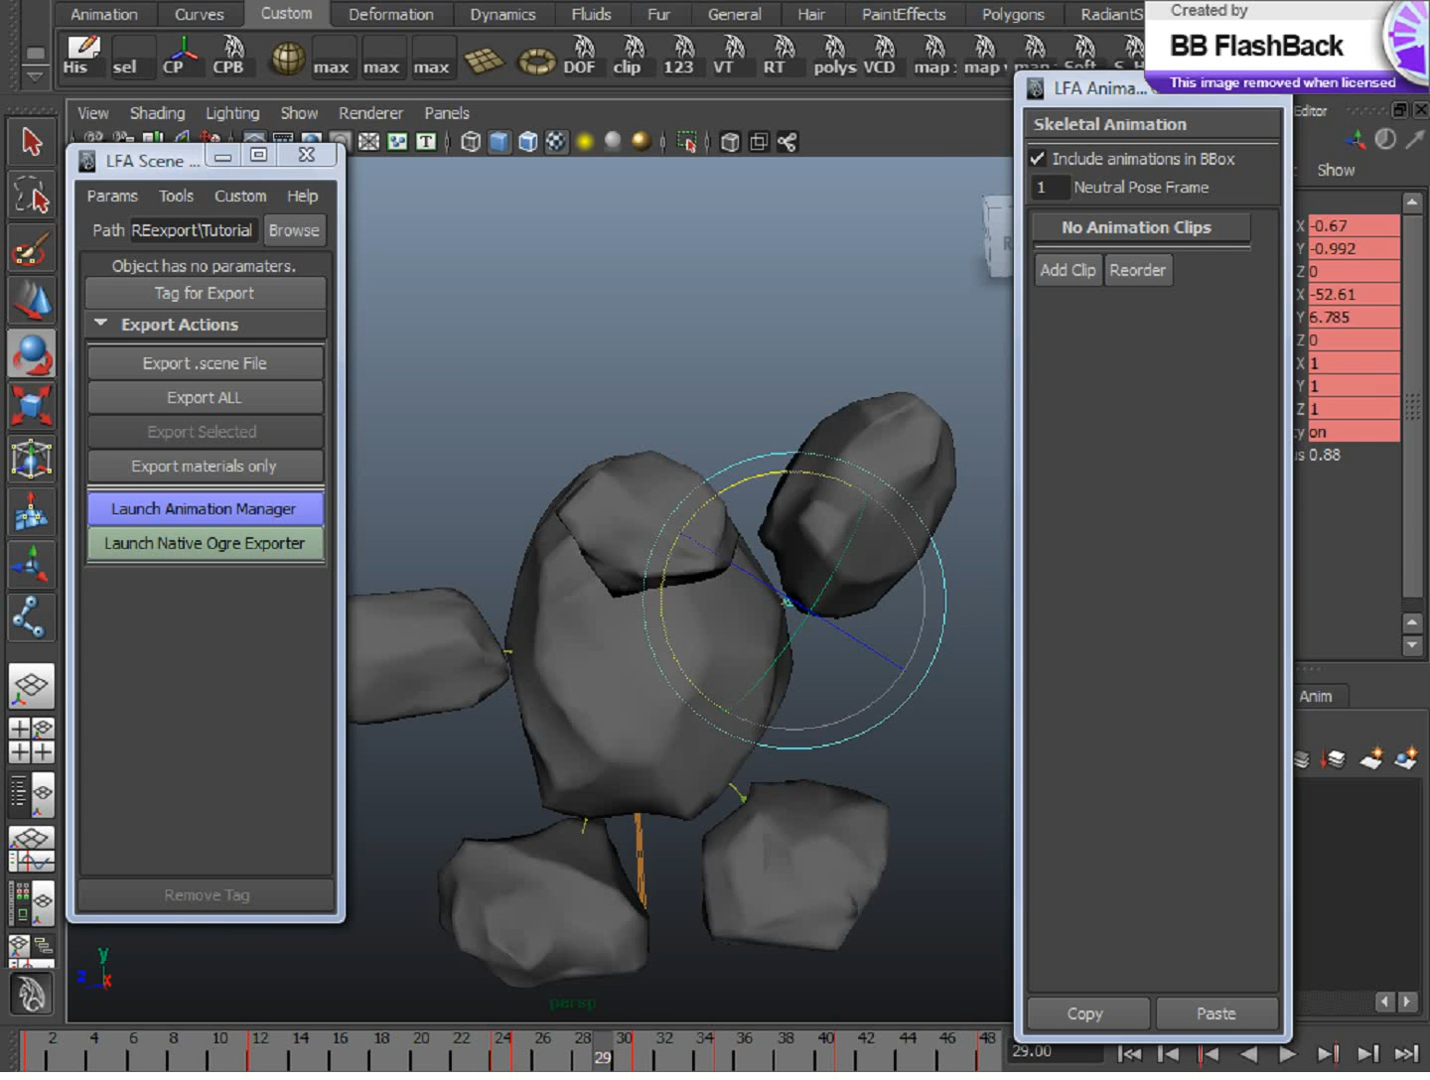 Animation Curves Custom Deformation Dynamics Fluids Fur General Hair PaintEffects Polygons RadiantS
Created by
BB FlashBack
This image removed when licensed
His sel CP CPB max max max DOF clip 123 VT RT polys VCD map
View Shading Lighting Show Renderer Panels
LFA Scene ...
Params Tools Custom Help
Path REexport\Tutorial Browse
Object has no paramaters.
Tag for Export
Export Actions
Export .scene File
Export ALL
Export Selected
Export materials only
Launch Animation Manager
Launch Native Ogre Exporter
Remove Tag
y
z x
persp
LFA Anima...
Skeletal Animation
Include animations in BBox
1 Neutral Pose Frame
No Animation Clips
Add Clip Reorder
Copy Paste
Editor
Show
X -0.67
Y -0.992
Z 0
X -52.61
Y 6.785
Z 0
X 1
Y 1
Z 1
y on
us 0.88
Anim
2 4 6 8 10 12 14 16 18 20 22 24 26 28 30 32 34 36 38 40 42 44 46 48
29
29.00